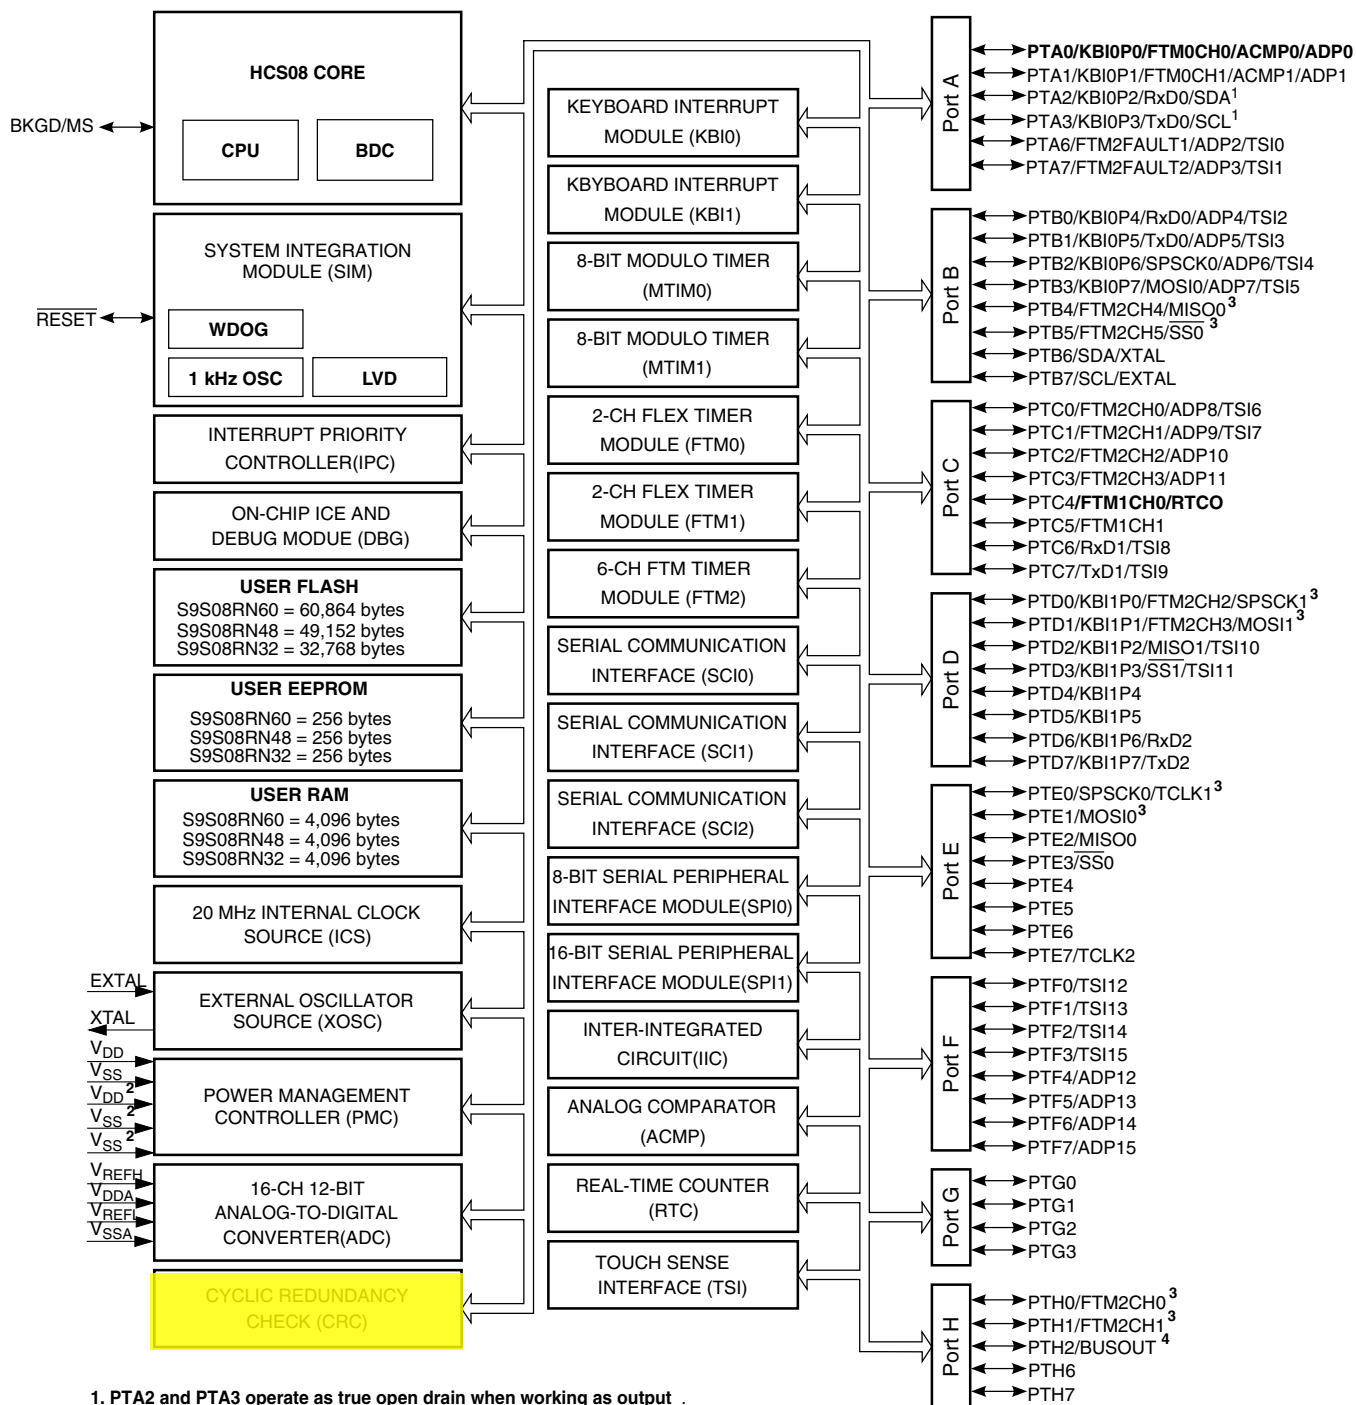 HCS08 CORE
CPU
BDC
BKGD/MS
SYSTEM INTEGRATION
MODULE (SIM)
RESET
WDOG
1 kHz OSC
LVD
INTERRUPT PRIORITY
CONTROLLER(IPC)
ON-CHIP ICE AND
DEBUG MODUE (DBG)
USER FLASH
S9S08RN60 = 60,864 bytes
S9S08RN48 = 49,152 bytes
S9S08RN32 = 32,768 bytes
USER EEPROM
S9S08RN60 = 256 bytes
S9S08RN48 = 256 bytes
S9S08RN32 = 256 bytes
USER RAM
S9S08RN60 = 4,096 bytes
S9S08RN48 = 4,096 bytes
S9S08RN32 = 4,096 bytes
20 MHz INTERNAL CLOCK
SOURCE (ICS)
EXTAL
XTAL
EXTERNAL OSCILLATOR
SOURCE (XOSC)
VDD
VSS
VDD 2
VSS 2
VSS 2
POWER MANAGEMENT
CONTROLLER (PMC)
VREFH
VDDA
VREFL
VSSA
16-CH 12-BIT
ANALOG-TO-DIGITAL
CONVERTER(ADC)
CYCLIC REDUNDANCY
CHECK (CRC)
KEYBOARD INTERRUPT
MODULE (KBI0)
KBYBOARD INTERRUPT
MODULE (KBI1)
8-BIT MODULO TIMER
(MTIM0)
8-BIT MODULO TIMER
(MTIM1)
2-CH FLEX TIMER
MODULE (FTM0)
2-CH FLEX TIMER
MODULE (FTM1)
6-CH FTM TIMER
MODULE (FTM2)
SERIAL COMMUNICATION
INTERFACE (SCI0)
SERIAL COMMUNICATION
INTERFACE (SCI1)
SERIAL COMMUNICATION
INTERFACE (SCI2)
8-BIT SERIAL PERIPHERAL
INTERFACE MODULE(SPI0)
16-BIT SERIAL PERIPHERAL
INTERFACE MODULE(SPI1)
INTER-INTEGRATED
CIRCUIT(IIC)
ANALOG COMPARATOR
(ACMP)
REAL-TIME COUNTER
(RTC)
TOUCH SENSE
INTERFACE (TSI)
Port A
PTA0/KBI0P0/FTM0CH0/ACMP0/ADP0
PTA1/KBI0P1/FTM0CH1/ACMP1/ADP1
PTA2/KBI0P2/RxD0/SDA1
PTA3/KBI0P3/TxD0/SCL1
PTA6/FTM2FAULT1/ADP2/TSI0
PTA7/FTM2FAULT2/ADP3/TSI1
Port B
PTB0/KBI0P4/RxD0/ADP4/TSI2
PTB1/KBI0P5/TxD0/ADP5/TSI3
PTB2/KBI0P6/SPSCK0/ADP6/TSI4
PTB3/KBI0P7/MOSI0/ADP7/TSI5
PTB4/FTM2CH4/MISO0 3
PTB5/FTM2CH5/SS0 3
PTB6/SDA/XTAL
PTB7/SCL/EXTAL
Port C
PTC0/FTM2CH0/ADP8/TSI6
PTC1/FTM2CH1/ADP9/TSI7
PTC2/FTM2CH2/ADP10
PTC3/FTM2CH3/ADP11
PTC4/FTM1CH0/RTCO
PTC5/FTM1CH1
PTC6/RxD1/TSI8
PTC7/TxD1/TSI9
Port D
PTD0/KBI1P0/FTM2CH2/SPSCK1 3
PTD1/KBI1P1/FTM2CH3/MOSI1 3
PTD2/KBI1P2/MISO1/TSI10
PTD3/KBI1P3/SS1/TSI11
PTD4/KBI1P4
PTD5/KBI1P5
PTD6/KBI1P6/RxD2
PTD7/KBI1P7/TxD2
Port E
PTE0/SPSCK0/TCLK1 3
PTE1/MOSI0 3
PTE2/MISO0
PTE3/SS0
PTE4
PTE5
PTE6
PTE7/TCLK2
Port F
PTF0/TSI12
PTF1/TSI13
PTF2/TSI14
PTF3/TSI15
PTF4/ADP12
PTF5/ADP13
PTF6/ADP14
PTF7/ADP15
Port G
PTG0
PTG1
PTG2
PTG3
Port H
PTH0/FTM2CH0 3
PTH1/FTM2CH1 3
PTH2/BUSOUT 4
PTH6
PTH7
1. PTA2 and PTA3 operate as true open drain when working as output .